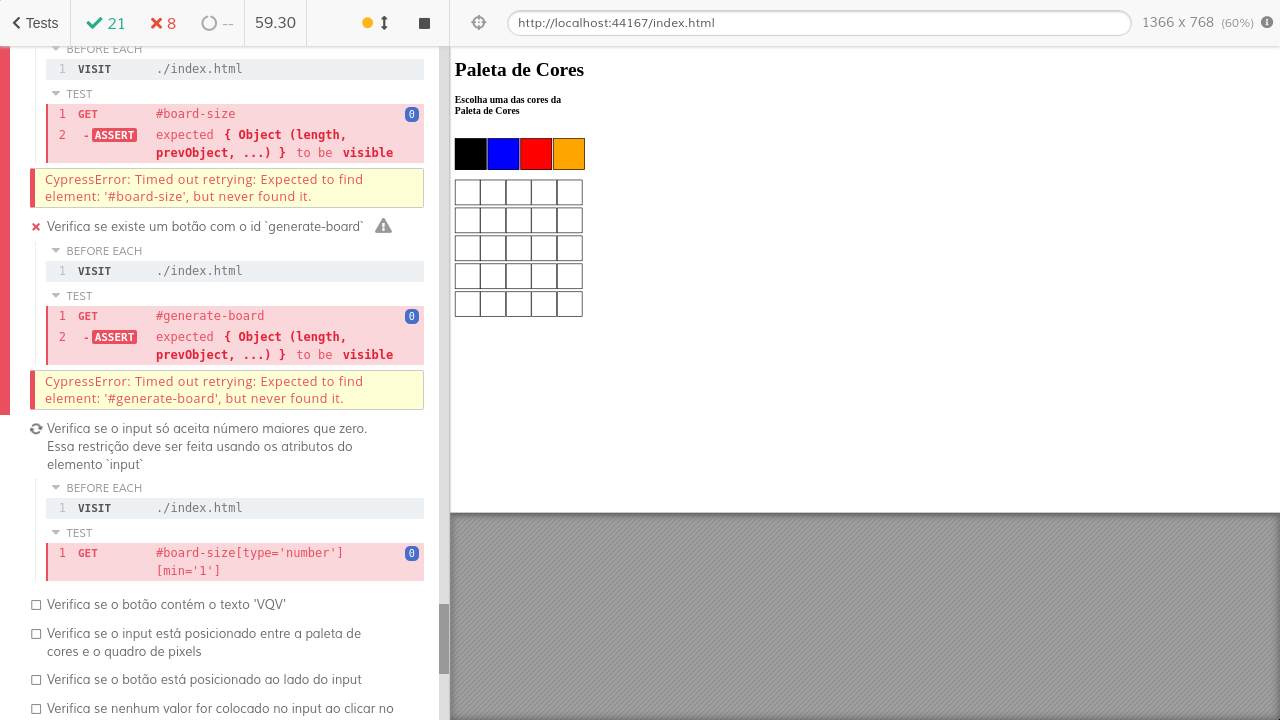 Tests 21 8 -- 59.30
http://localhost:44167/index.html 1366 x 768 (60%)
BEFORE EACH
1 VISIT ./index.html
TEST
1 GET #board-size 0
2 -ASSERT expected { Object (length,
prevObject, ...) } to be visible
CypressError: Timed out retrying: Expected to find
element: '#board-size', but never found it.
Verifica se existe um botão com o id `generate-board`
BEFORE EACH
1 VISIT ./index.html
TEST
1 GET #generate-board 0
2 -ASSERT expected { Object (length,
prevObject, ...) } to be visible
CypressError: Timed out retrying: Expected to find
element: '#generate-board', but never found it.
Verifica se o input só aceita número maiores que zero.
Essa restrição deve ser feita usando os atributos do
elemento `input`
BEFORE EACH
1 VISIT ./index.html
TEST
1 GET #board-size[type='number'] 0
[min='1']
Verifica se o botão contém o texto 'VQV'
Verifica se o input está posicionado entre a paleta de
cores e o quadro de pixels
Verifica se o botão está posicionado ao lado do input
Verifica se nenhum valor for colocado no input ao clicar no
Paleta de Cores
Escolha uma das cores da
Paleta de Cores